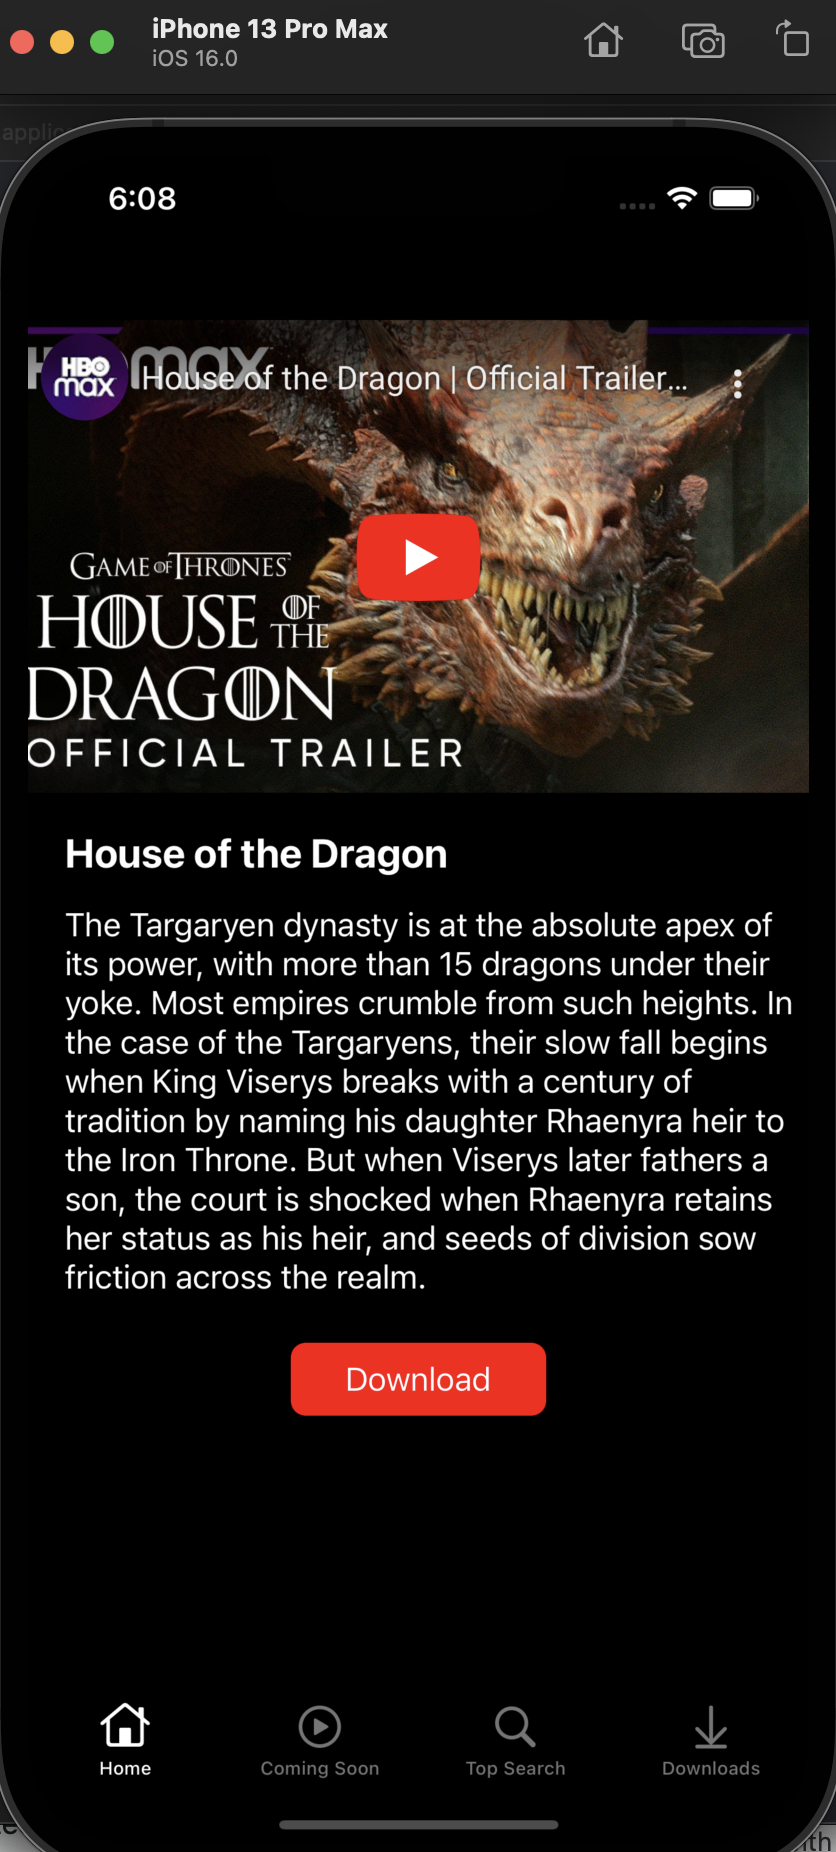 iPhone 13 Pro Max
iOS 16.0
applic
6:08
HBO
max
max
House of the Dragon | Official Trailer...
GAME OF THRONES
HOUSE OF THE
DRAGON
OFFICIAL TRAILER
House of the Dragon
The Targaryen dynasty is at the absolute apex of
its power, with more than 15 dragons under their
yoke. Most empires crumble from such heights. In
the case of the Targaryens, their slow fall begins
when King Viserys breaks with a century of
tradition by naming his daughter Rhaenyra heir to
the Iron Throne. But when Viserys later fathers a
son, the court is shocked when Rhaenyra retains
her status as his heir, and seeds of division sow
friction across the realm.
Download
Home
Coming Soon
Top Search
Downloads